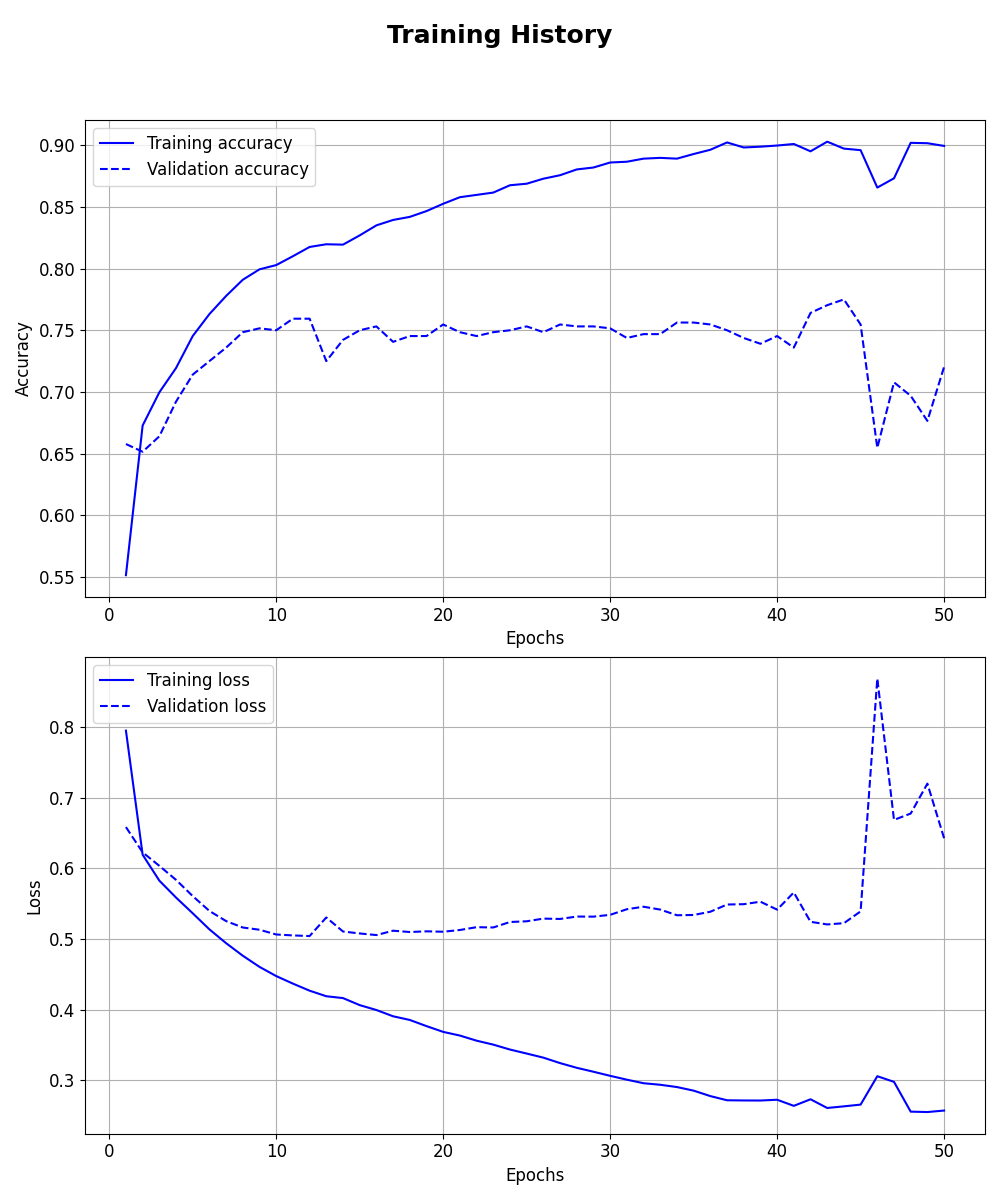 Training History
Training accuracy
Validation accuracy
0.90
0.85
0.80
0.75
0.70
0.65
0.60
0.55
Accuracy
0 10 20 30 40 50
Epochs
Training loss
Validation loss
0.8
0.7
0.6
0.5
0.4
0.3
Loss
0 10 20 30 40 50
Epochs